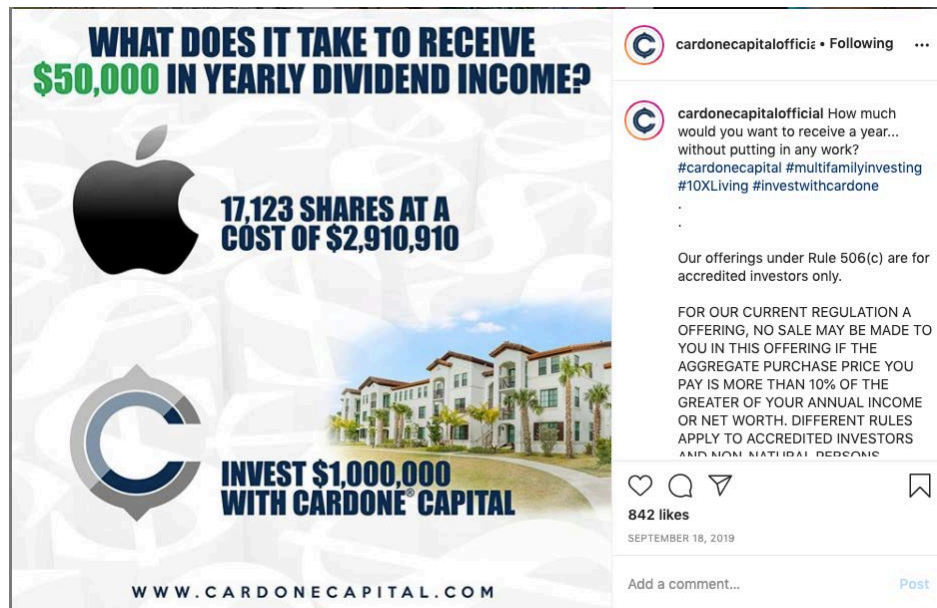 WHAT DOES IT TAKE TO RECEIVE
$50,000 IN YEARLY DIVIDEND INCOME?
17,123 SHARES AT A
COST OF $2,910,910
INVEST $1,000,000
WITH CARDONE® CAPITAL
WWW.CARDONECAPITAL.COM
cardonecapitaloffici • Following
cardonecapitalofficial How much
would you want to receive a year...
without putting in any work?
#cardonecapital #multifamilyinvesting
#10XLiving #investwithcardone
.
.
Our offerings under Rule 506(c) are for
accredited investors only.
FOR OUR CURRENT REGULATION A
OFFERING, NO SALE MAY BE MADE TO
YOU IN THIS OFFERING IF THE
AGGREGATE PURCHASE PRICE YOU
PAY IS MORE THAN 10% OF THE
GREATER OF YOUR ANNUAL INCOME
OR NET WORTH. DIFFERENT RULES
APPLY TO ACCREDITED INVESTORS
AND NON-NATURAL PERSONS
842 likes
SEPTEMBER 18, 2019
Add a comment...
Post